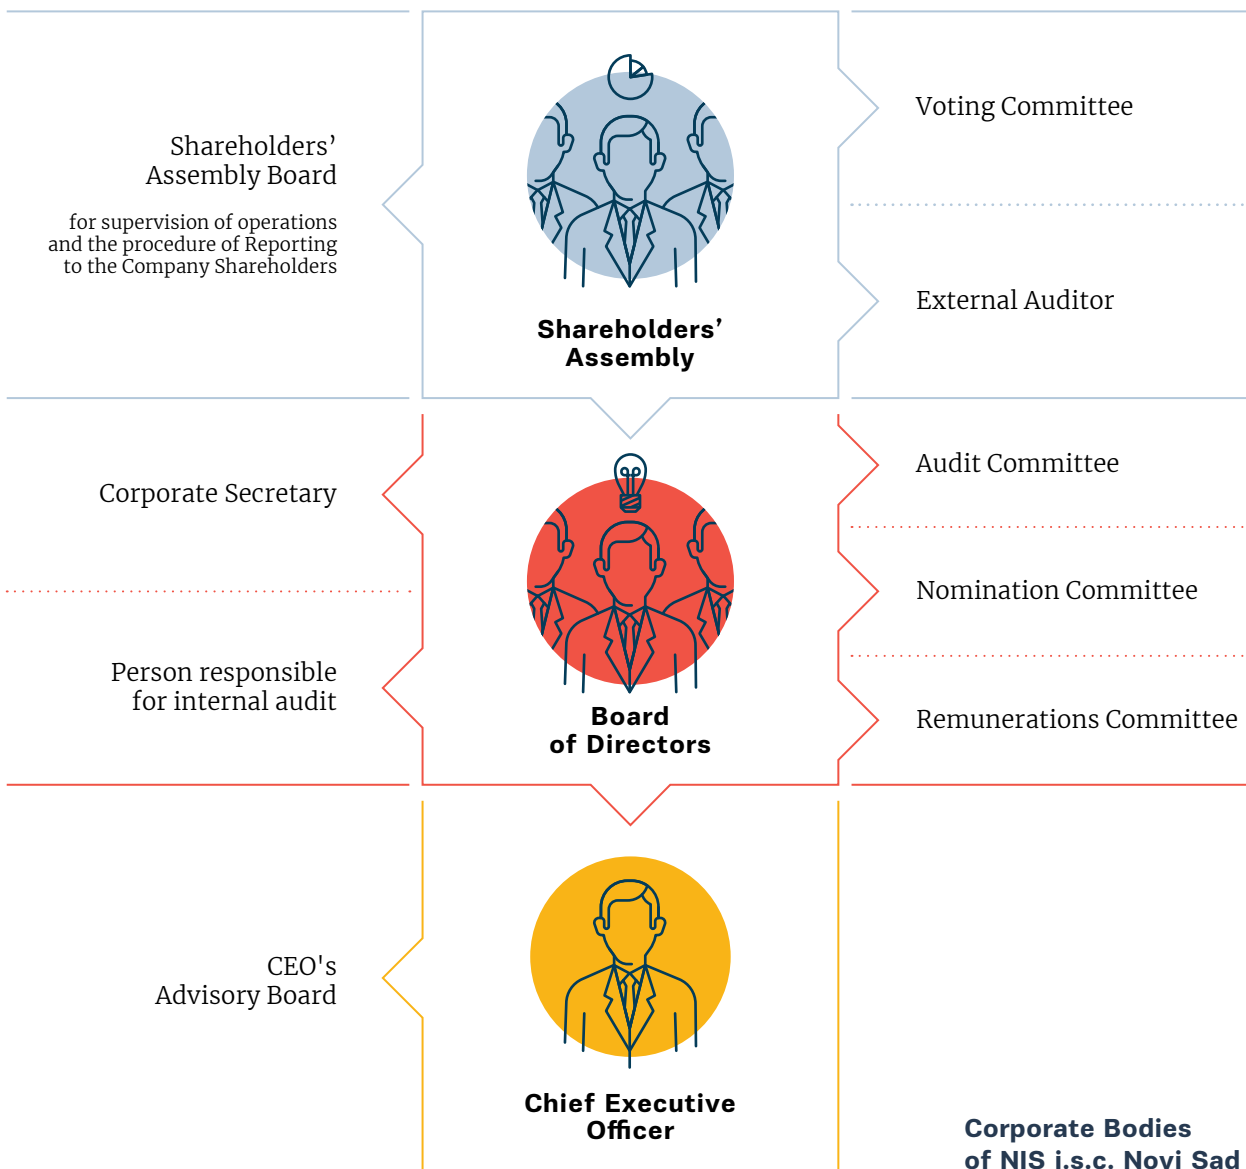 Shareholders’
Assembly Board
for supervision of operations
and the procedure of Reporting
to the Company Shareholders
Shareholders’
Assembly
Voting Committee
External Auditor
Corporate Secretary
Person responsible
for internal audit
Board
of Directors
Audit Committee
Nomination Committee
Remunerations Committee
CEO's
Advisory Board
Chief Executive
Officer
Corporate Bodies
of NIS j.s.c. Novi Sad